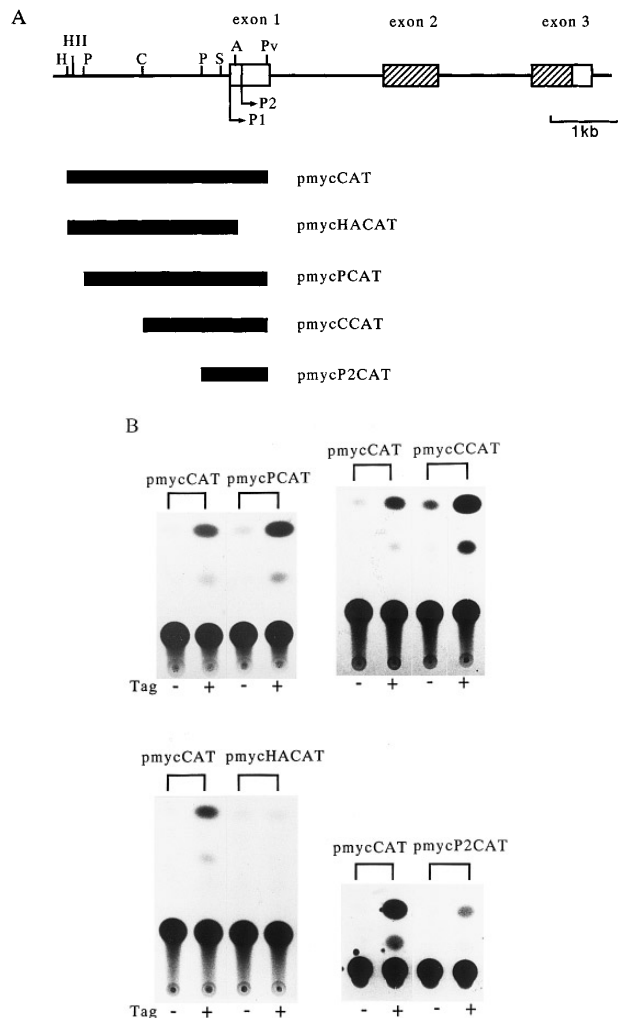 A
exon 1 exon 2 exon 3
HII
H P C P S A Pv
P2
P1
1kb
pmycCAT
pmycHACAT
pmycPCAT
pmycCCAT
pmycP2CAT
B
pmycCAT pmycPCAT
Tag - + - +
pmycCAT pmycCCAT
- + - +
pmycCAT pmycHACAT
Tag - + - +
pmycCAT pmycP2CAT
- + - +